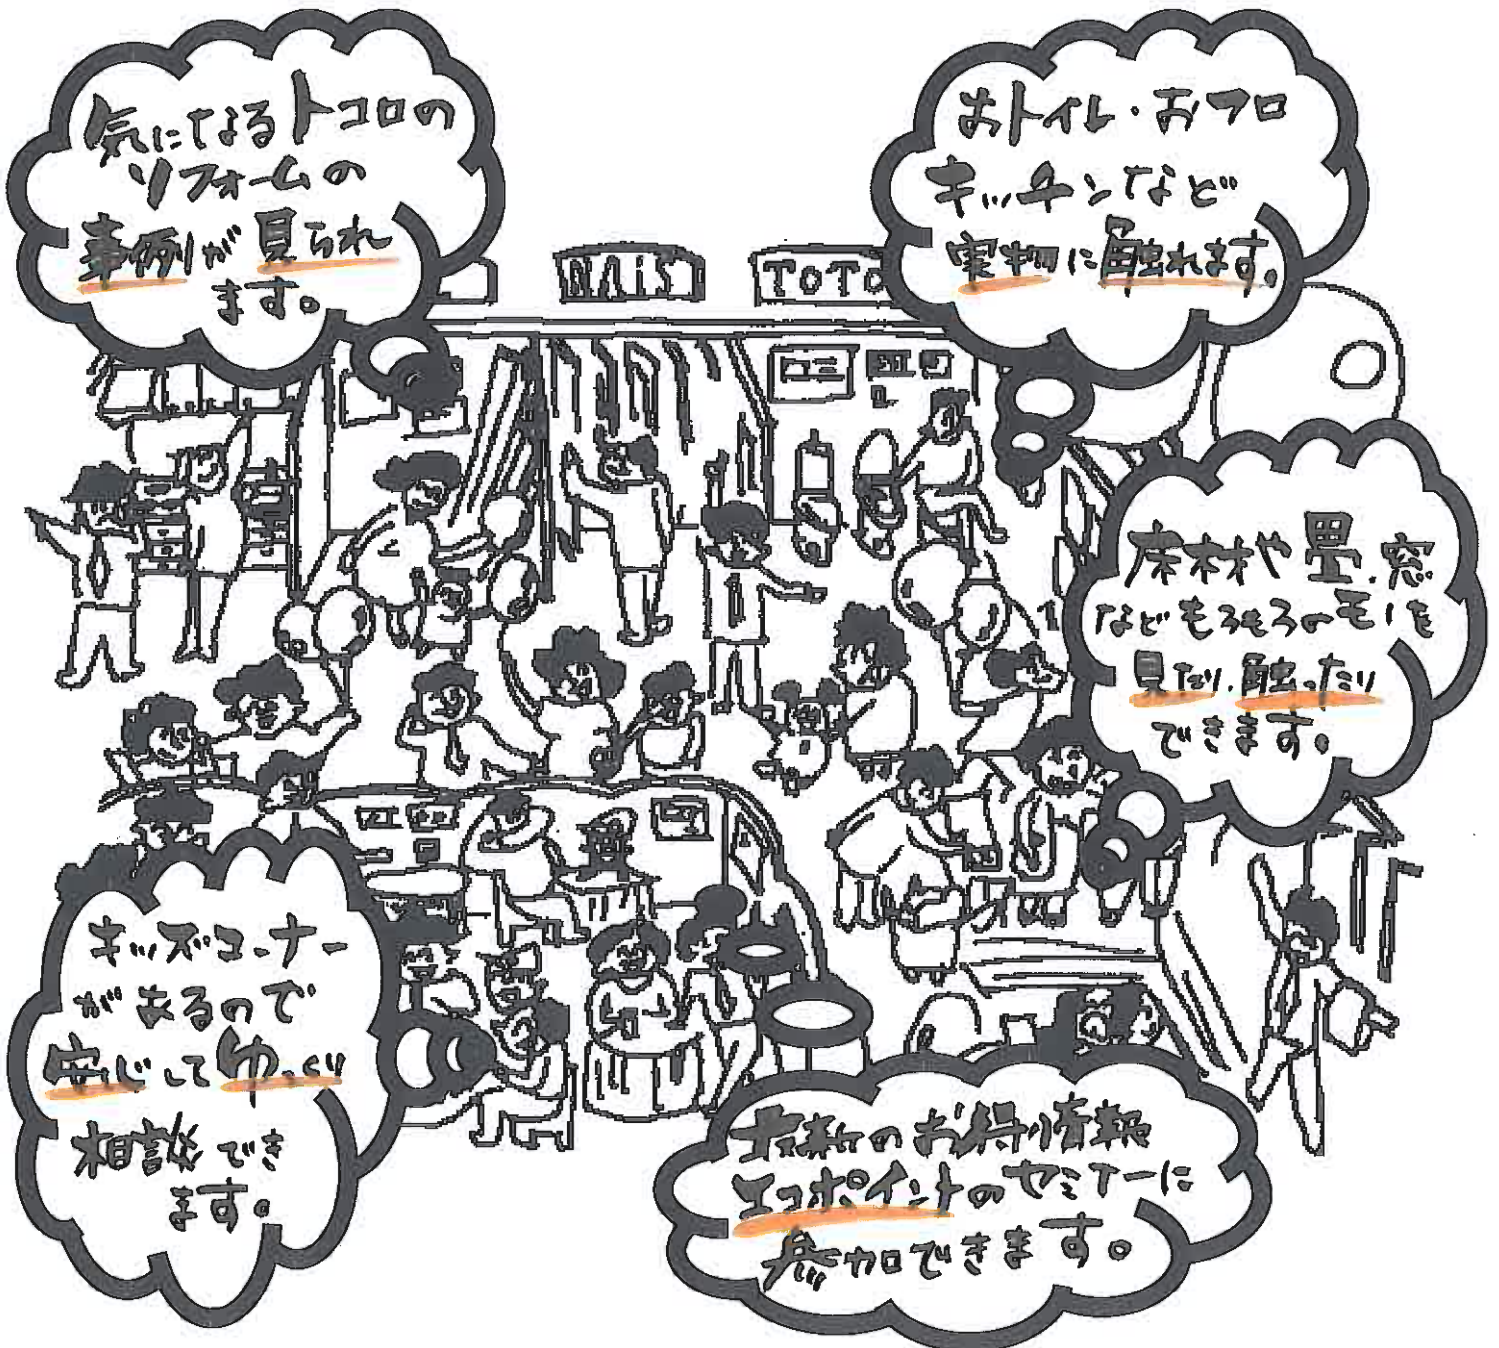 気になるトコロの
リフォームの
事例が見られ
ます。
おトイレ・おフロ
キッチンなど
実物に触れます。
NAiS
TOTO
床材や畳、窓
などもろもろのモノを
見たり、触ったり
できます。
キッズコーナー
があるので
安心してゆっくり
相談でき
ます。
最新のお得情報
エコポイントのセミナーに
参加できます。